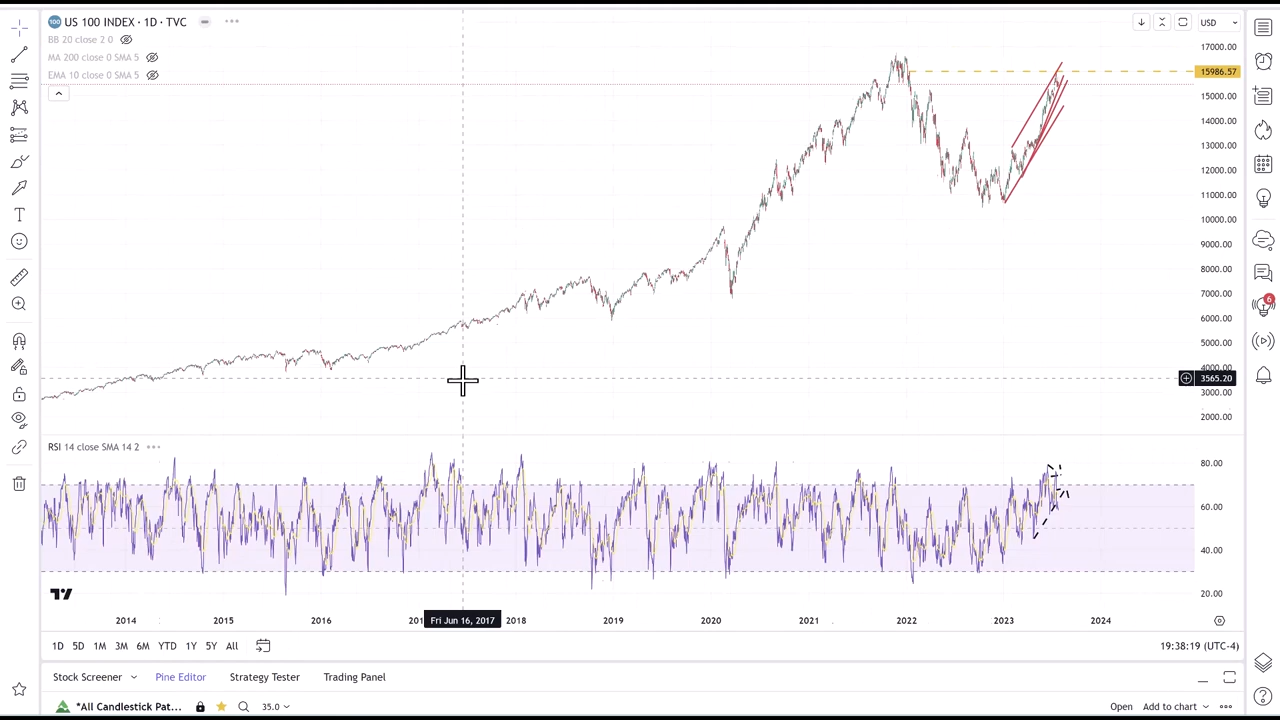 100 US 100 INDEX · 1D · TVC
USD
BB 20 close 2 0
MA 200 close 0 SMA 5
EMA 10 close 0 SMA 5
17000.00
15986.57
15000.00
14000.00
13000.00
12000.00
11000.00
10000.00
9000.00
8000.00
7000.00
6000.00
5000.00
4000.00
3565.20
3000.00
2000.00
6
RSI 14 close SMA 14 2
80.00
60.00
40.00
20.00
2014 2015 2016 201 Fri Jun 16, 2017 2018 2019 2020 2021 2022 2023 2024
1D 5D 1M 3M 6M YTD 1Y 5Y All
19:38:19 (UTC-4)
Stock Screener Pine Editor Strategy Tester Trading Panel
*All Candlestick Pat... 35.0 Open Add to chart